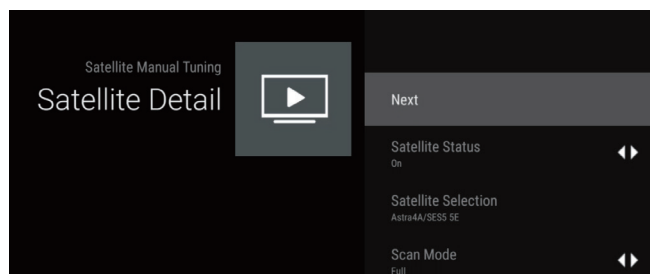 Satellite Manual Tuning
Satellite Detail
Next
Satellite Status
On
Satellite Selection
Astra4A/SES5 5E
Scan Mode
Full